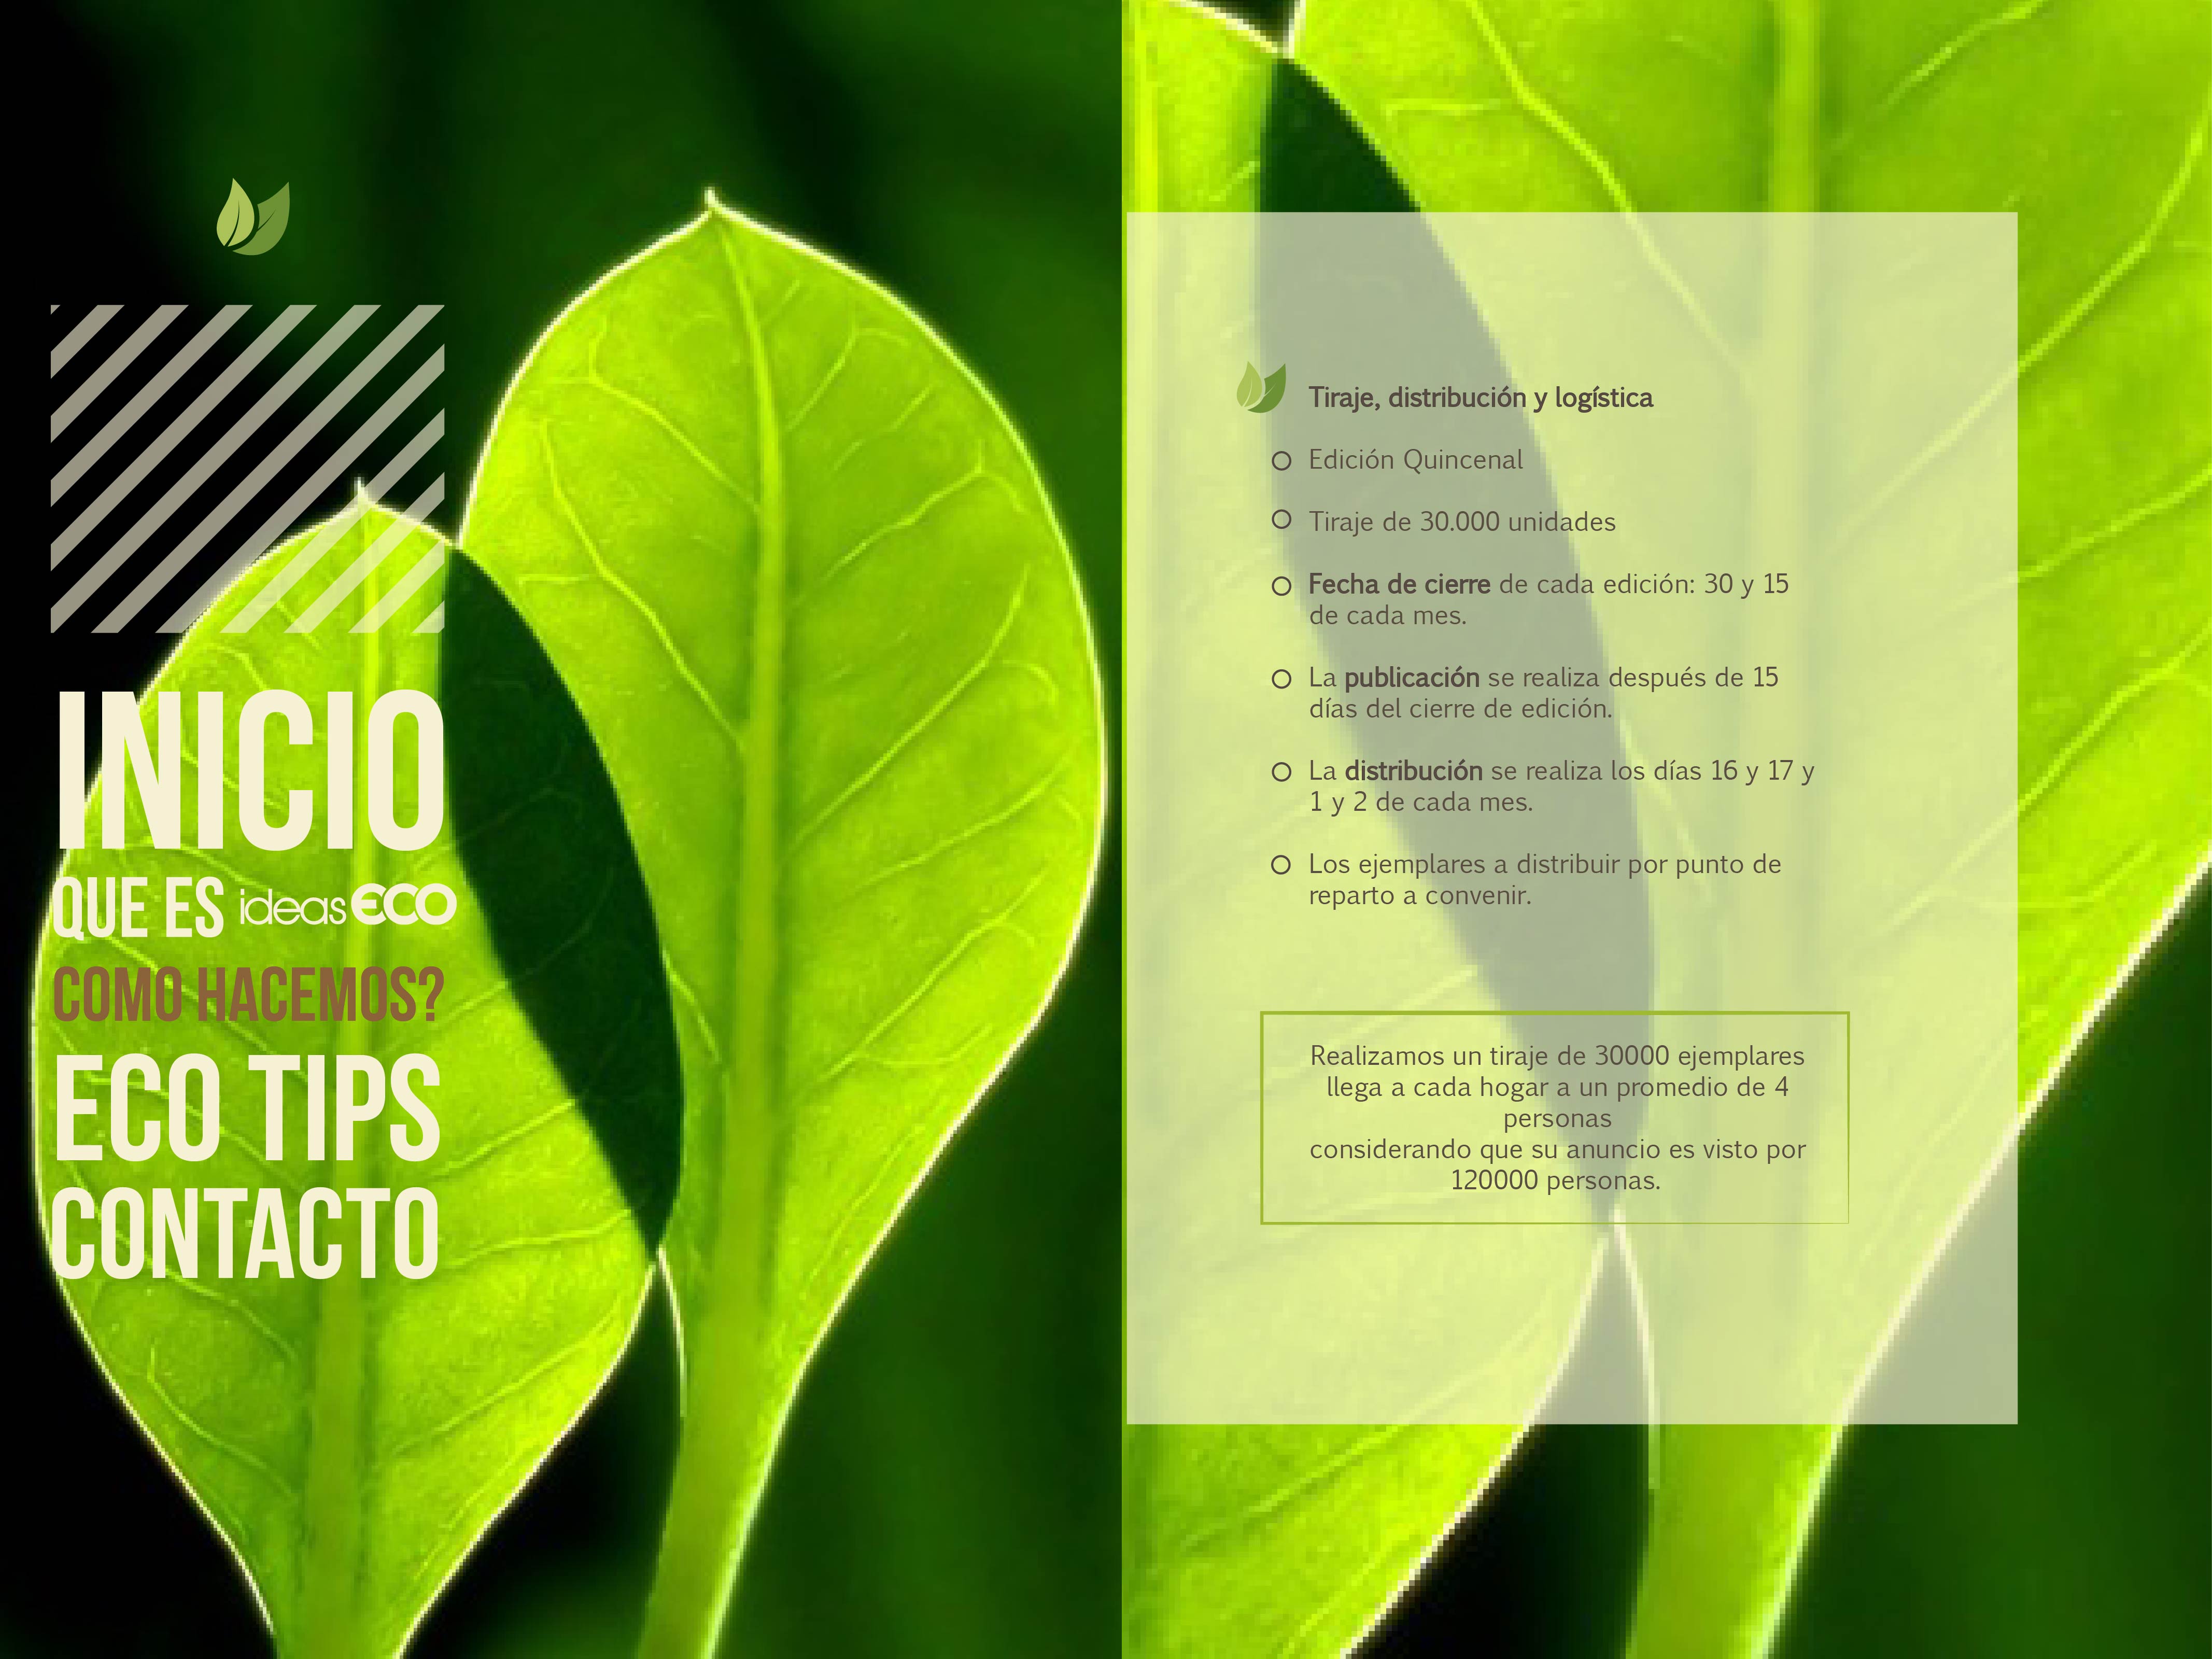 INICIO
QUE ES ideasECO
COMO HACEMOS?
ECO TIPS
CONTACTO
Tiraje, distribución y logística
Edición Quincenal
Tiraje de 30.000 unidades
Fecha de cierre de cada edición: 30 y 15
de cada mes.
La publicación se realiza después de 15
días del cierre de edición.
La distribución se realiza los días 16 y 17 y
1 y 2 de cada mes.
Los ejemplares a distribuir por punto de
reparto a convenir.
Realizamos un tiraje de 30000 ejemplares
llega a cada hogar a un promedio de 4
personas
considerando que su anuncio es visto por
120000 personas.